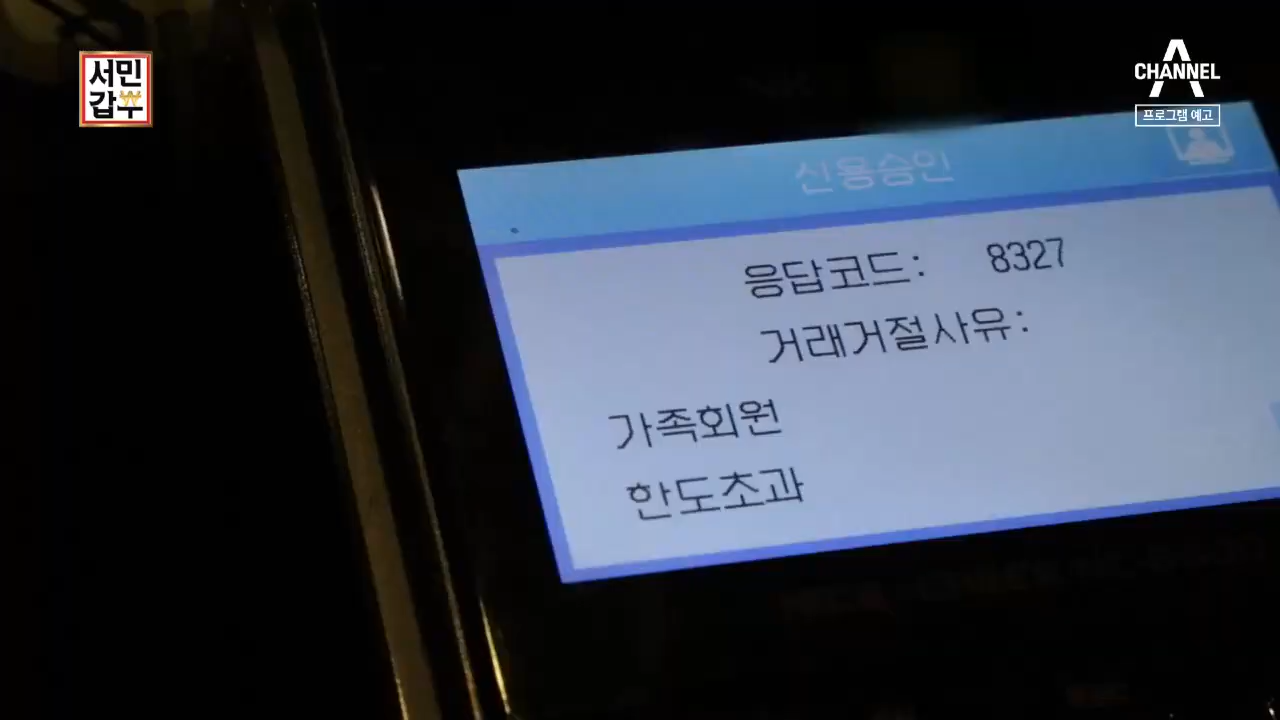 서민
갑부
CHANNEL
프로그램 예고
신용승인
응답코드: 8327
거래거절사유:
가족회원
한도초과